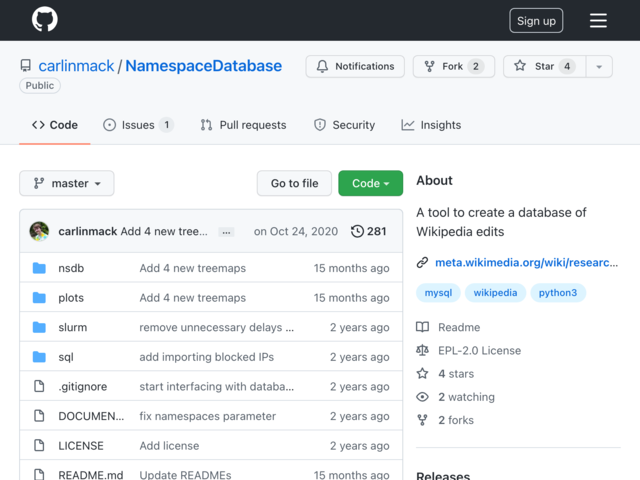 Sign up
carlinmack / NamespaceDatabase
Public
Notifications
Fork 2
Star 4
Code
Issues 1
Pull requests
Security
Insights
master
Go to file
Code
carlinmack Add 4 new tree... ... on Oct 24, 2020 281
nsdb Add 4 new treemaps 15 months ago
plots Add 4 new treemaps 15 months ago
slurm remove unnecessary delays ... 2 years ago
sql add importing blocked IPs 2 years ago
.gitignore start interfacing with databa... 2 years ago
DOCUMEN... fix namespaces parameter 2 years ago
LICENSE Add license 2 years ago
README.md Update READMEs 15 months ago
About
A tool to create a database of
Wikipedia edits
meta.wikimedia.org/wiki/researc...
mysql wikipedia python3
Readme
EPL-2.0 License
4 stars
2 watching
2 forks
Releases